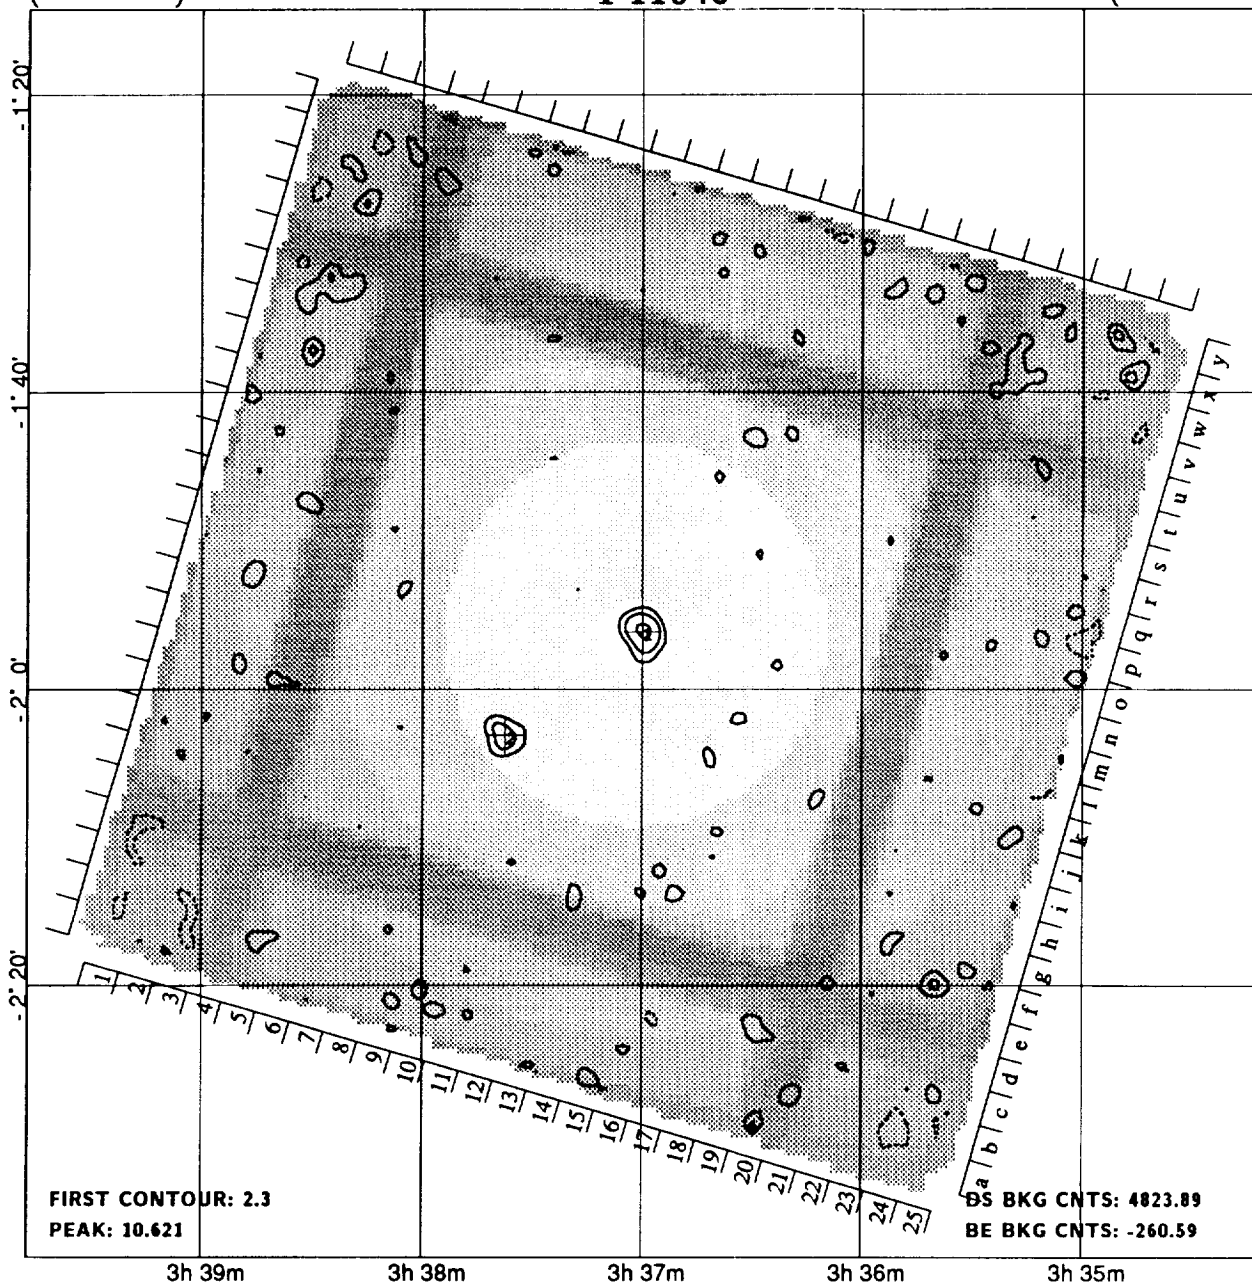 -1° 20'
-1° 40'
-2° 0'
-2° 20'
y
x
w
v
u
t
s
r
q
p
o
n
m
l
k
j
i
h
g
f
e
d
c
b
a
1 2 3 4 5 6 7 8 9 10 11 12 13 14 15 16 17 18 19 20 21 22 23 24 25
FIRST CONTOUR: 2.3
PEAK: 10.621
DS BKG CNTS: 4823.89
BE BKG CNTS: -260.59
3h 39m 3h 38m 3h 37m 3h 36m 3h 35m